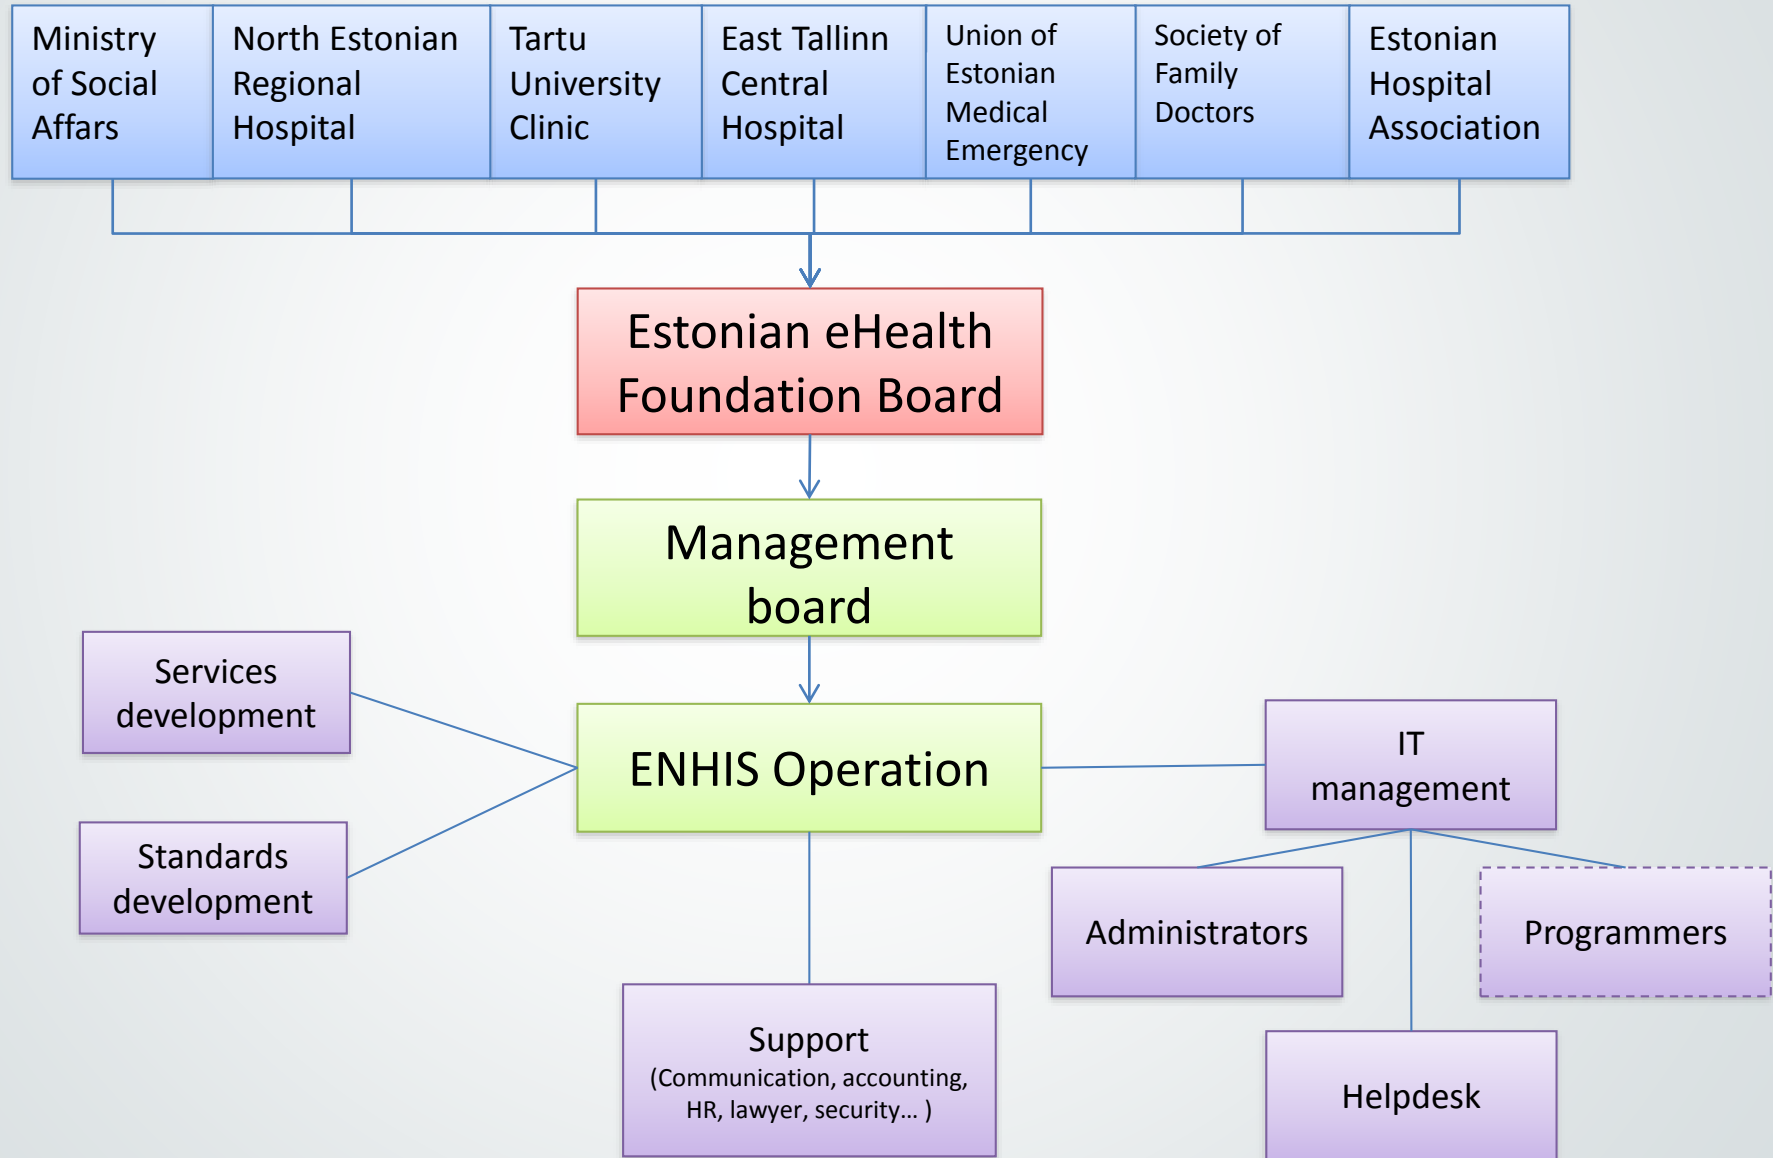 Ministry
of Social
Affars
North Estonian
Regional
Hospital
Tartu
University
Clinic
East Tallinn
Central
Hospital
Union of
Estonian
Medical
Emergency
Society of
Family
Doctors
Estonian
Hospital
Association
Estonian eHealth
Foundation Board
Management
board
Services
development
ENHIS Operation
IT
management
Standards
development
Administrators
Programmers
Support
(Communication, accounting,
HR, lawyer, security... )
Helpdesk